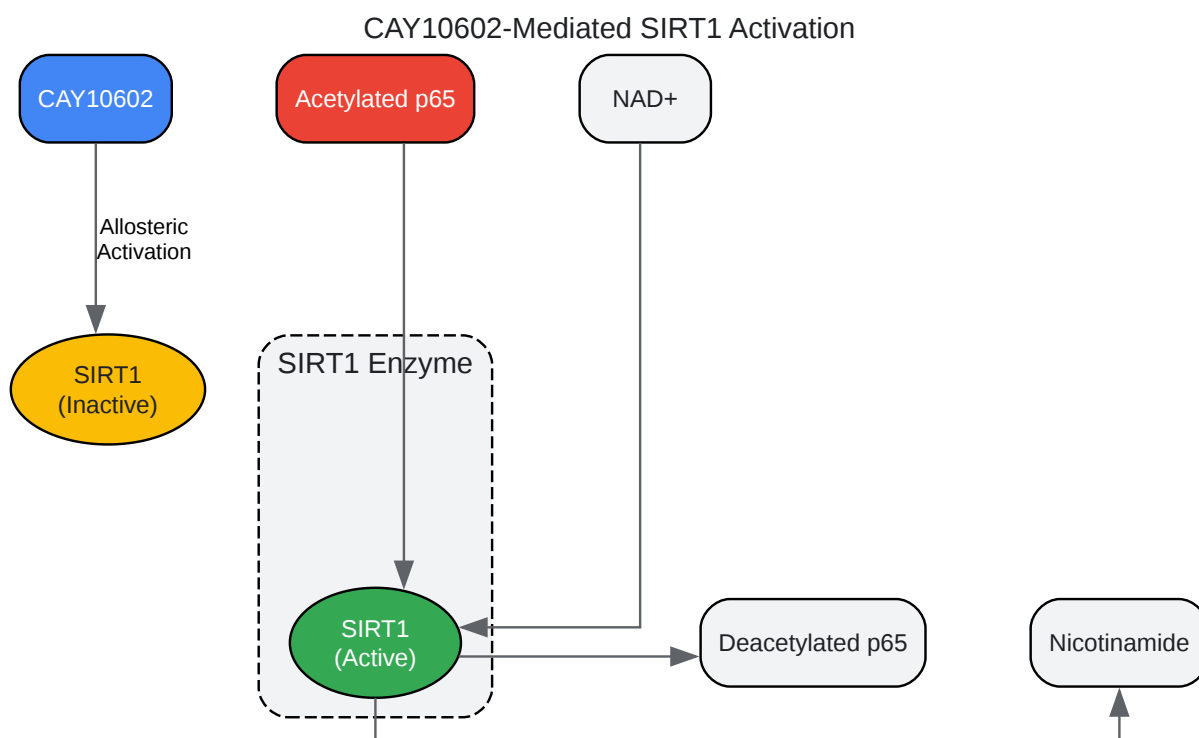 CAY10602-Mediated SIRT1 Activation
CAY10602
Acetylated p65
NAD+
Allosteric
Activation
SIRT1
(Inactive)
SIRT1 Enzyme
SIRT1
(Active)
Deacetylated p65
Nicotinamide